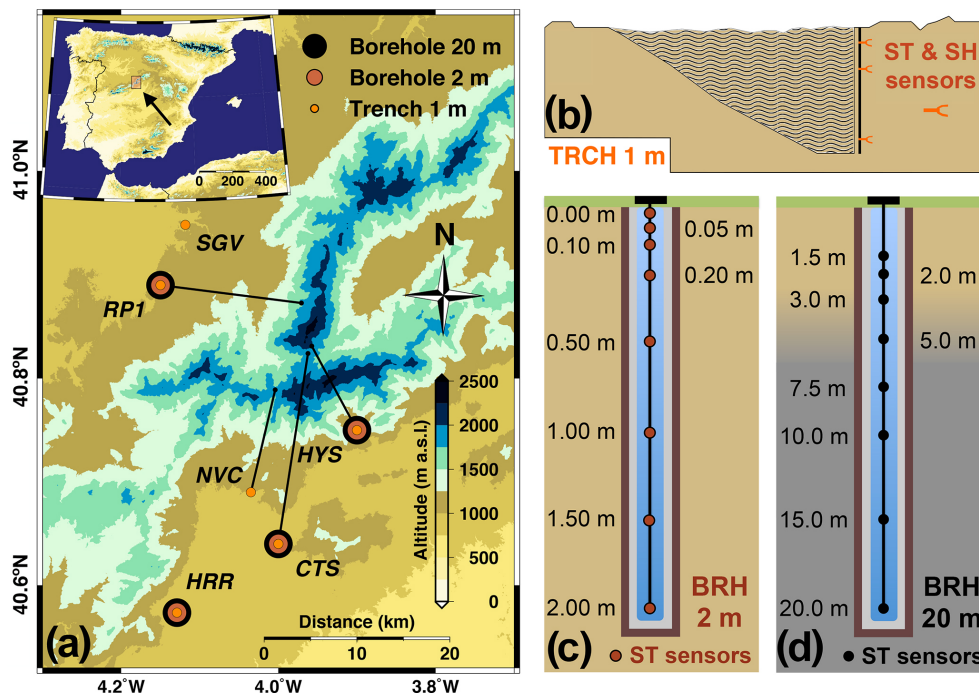 Borehole 20 m
Borehole 2 m
Trench 1 m
0 200 400
41.0°N
40.8°N
40.6°N
SGV
N
RP1
HYS
NVC
CTS
HRR
2500
2000
1500
1000
500
0
Altitude (m a.s.l.)
Distance (km)
0 10 20
(a)
4.2°W 4.0°W 3.8°W
(b)
ST & SH
sensors
TRCH 1 m
0.00 m
0.05 m
0.10 m
0.20 m
0.50 m
1.00 m
1.50 m
2.00 m
BRH
2 m
(c)
ST sensors
1.5 m
2.0 m
3.0 m
5.0 m
7.5 m
10.0 m
15.0 m
20.0 m
BRH
20 m
(d)
ST sensors